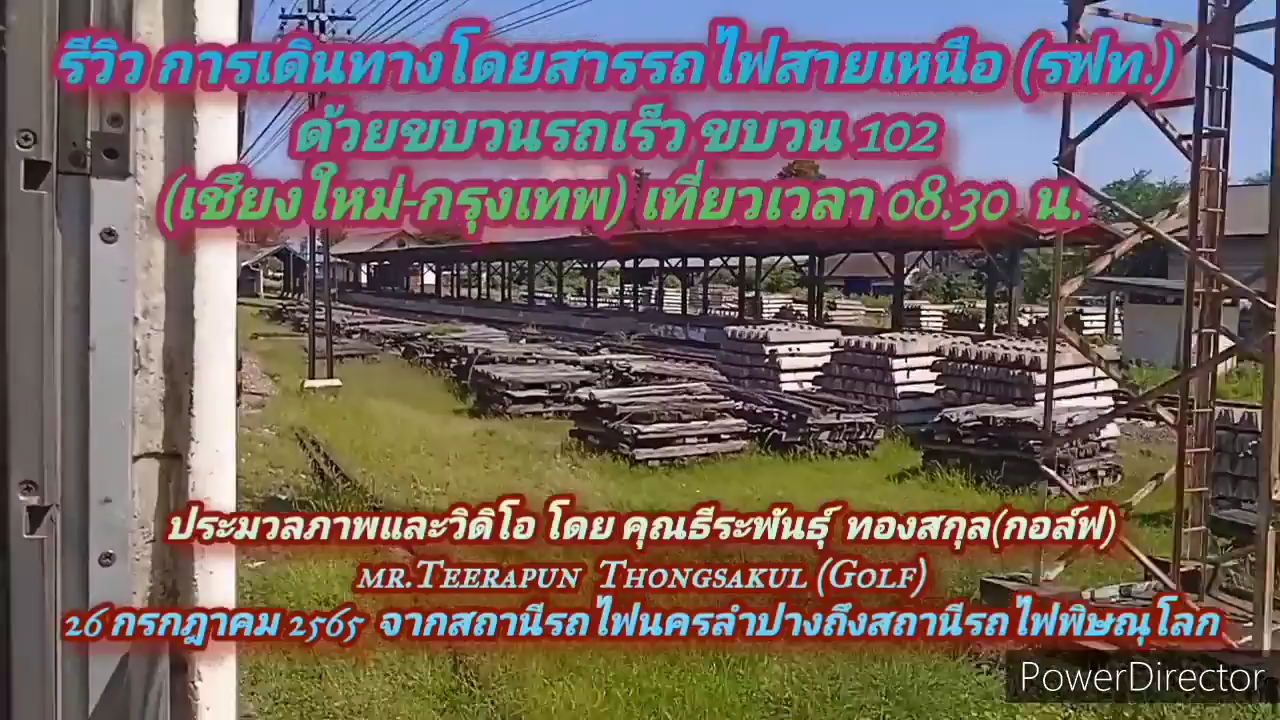 รีวิว การเดินทางโดยสารรถไฟสายเหนือ (รฟท.)
ด้วยขบวนรถเร็ว ขบวน 102
(เชียงใหม่-กรุงเทพ) เที่ยวเวลา 08.30 น.
ประมวลภาพและวิดิโอ โดย คุณธีระพันธุ์ ทองสกุล(กอล์ฟ)
MR.TEERAPUN THONGSAKUL (GOLF)
26 กรกฎาคม 2565 จากสถานีรถไฟนครลำปางถึงสถานีรถไฟพิษณุโลก
PowerDirector